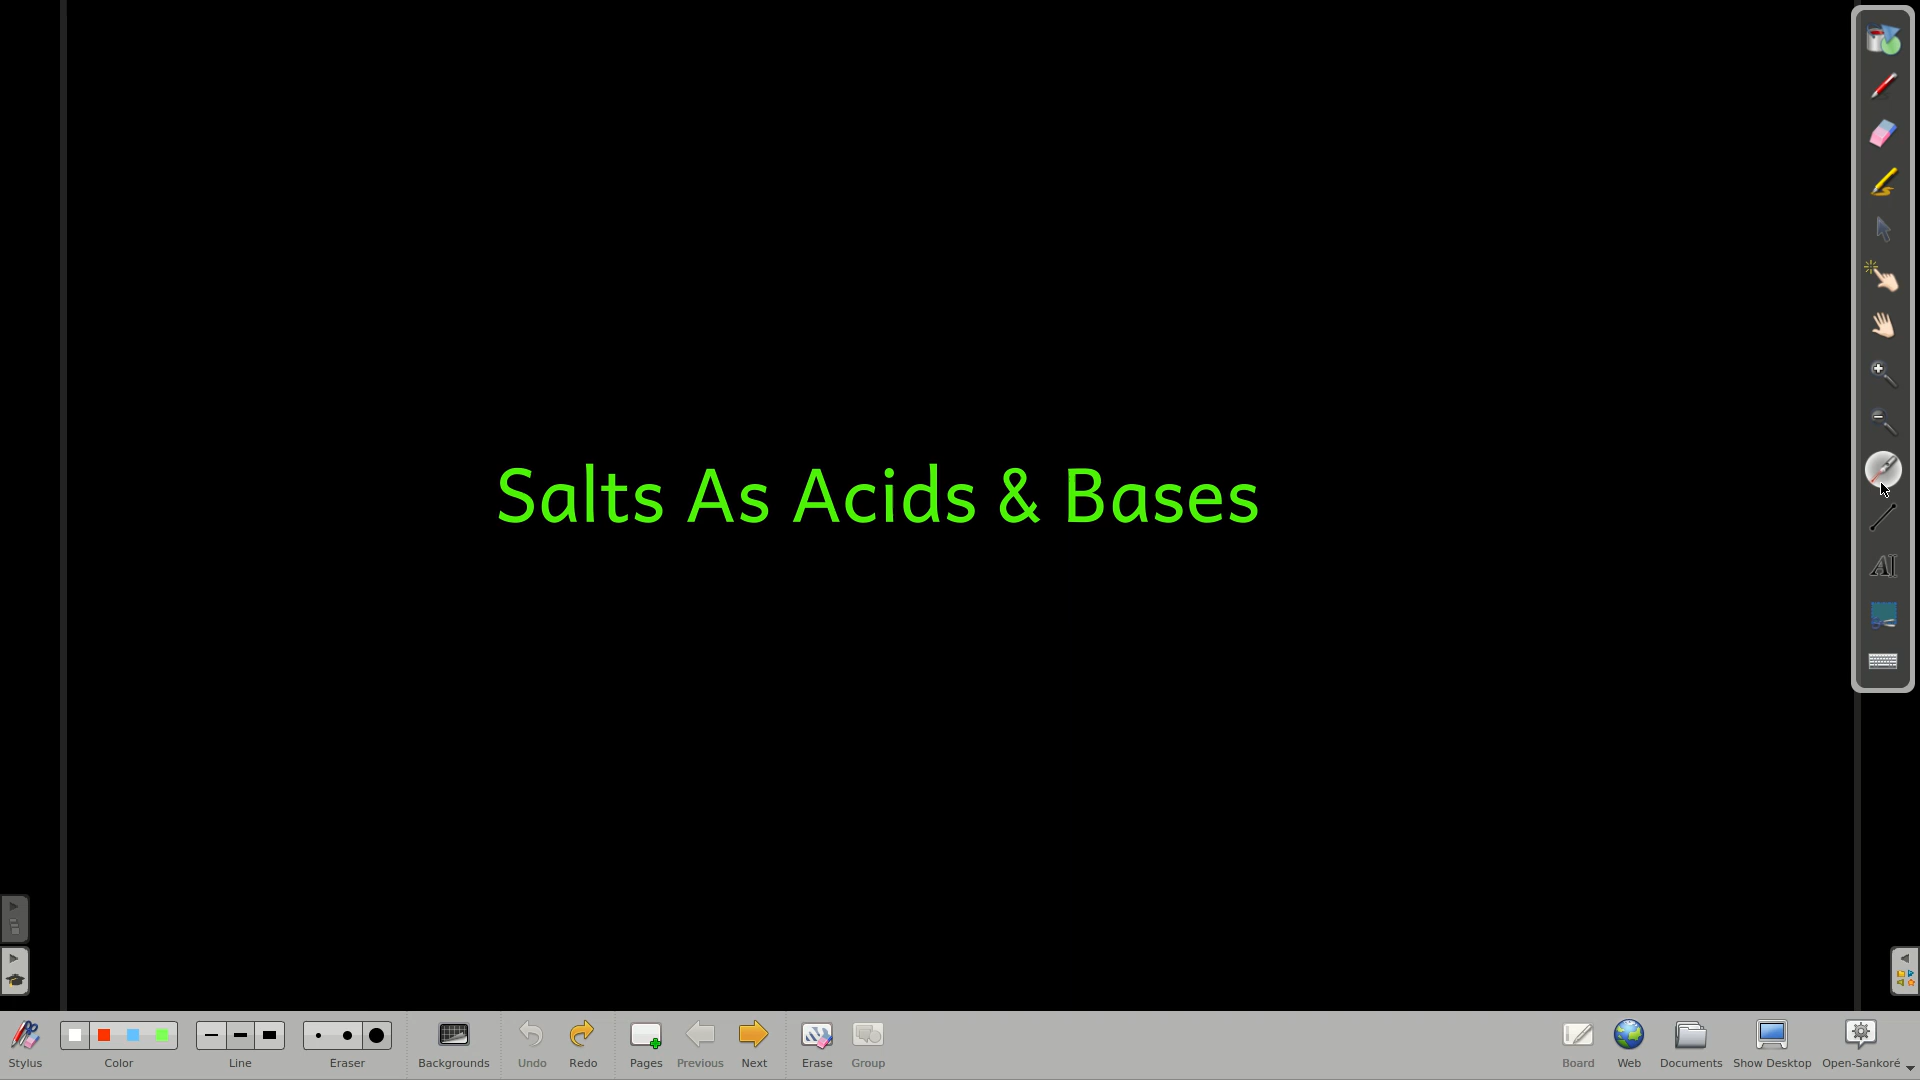 Salts As Acids & Bases
Stylus
Color
Line
Eraser
Backgrounds
Undo
Redo
Pages
Previous
Next
Erase
Group
Board
Web
Documents
Show Desktop
Open-Sankoré
AI